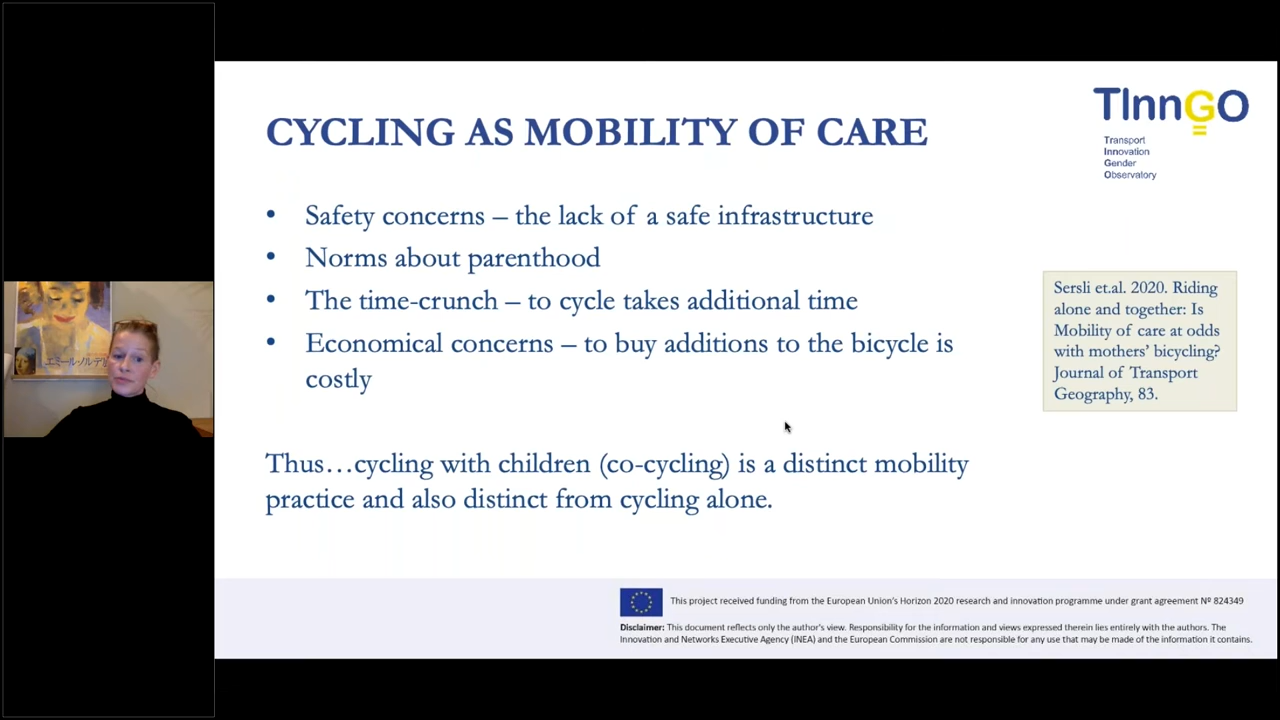 CYCLING AS MOBILITY OF CARE
TInnGO
Transport
Innovation
Gender
Observatory
• Safety concerns – the lack of a safe infrastructure
• Norms about parenthood
• The time-crunch – to cycle takes additional time
• Economical concerns – to buy additions to the bicycle is
costly
Sersli et.al. 2020. Riding
alone and together: Is
Mobility of care at odds
with mothers' bicycling?
Journal of Transport
Geography, 83.
Thus…cycling with children (co-cycling) is a distinct mobility
practice and also distinct from cycling alone.
This project received funding from the European Union's Horizon 2020 research and innovation programme under grant agreement Nº 824349
Disclaimer: This document reflects only the author's view. Responsibility for the information and views expressed therein lies entirely with the authors. The
Innovation and Networks Executive Agency (INEA) and the European Commission are not responsible for any use that may be made of the information it contains.